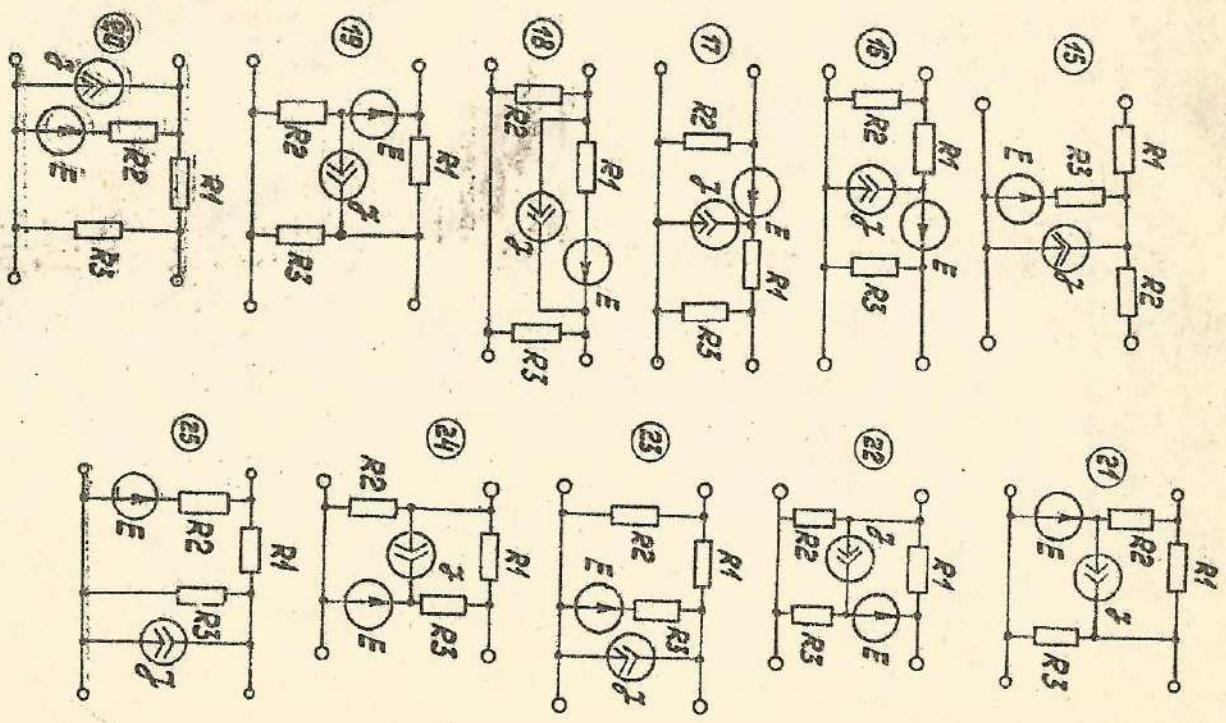 15
R1 R2
R3
E J
16
R1 E
R2 J R3
17
E R1
R2 J R3
18
R1 E
R2 J R3
19
R1
E J
R2 R3
20
J R1
R2 R3
E
21
R1
R2 J
E R3
22
R1
J E
R2 R3
23
R1
R2 R3 J
E
24
R1
R2 J R3
E
25
R1
R2 R3 J
E